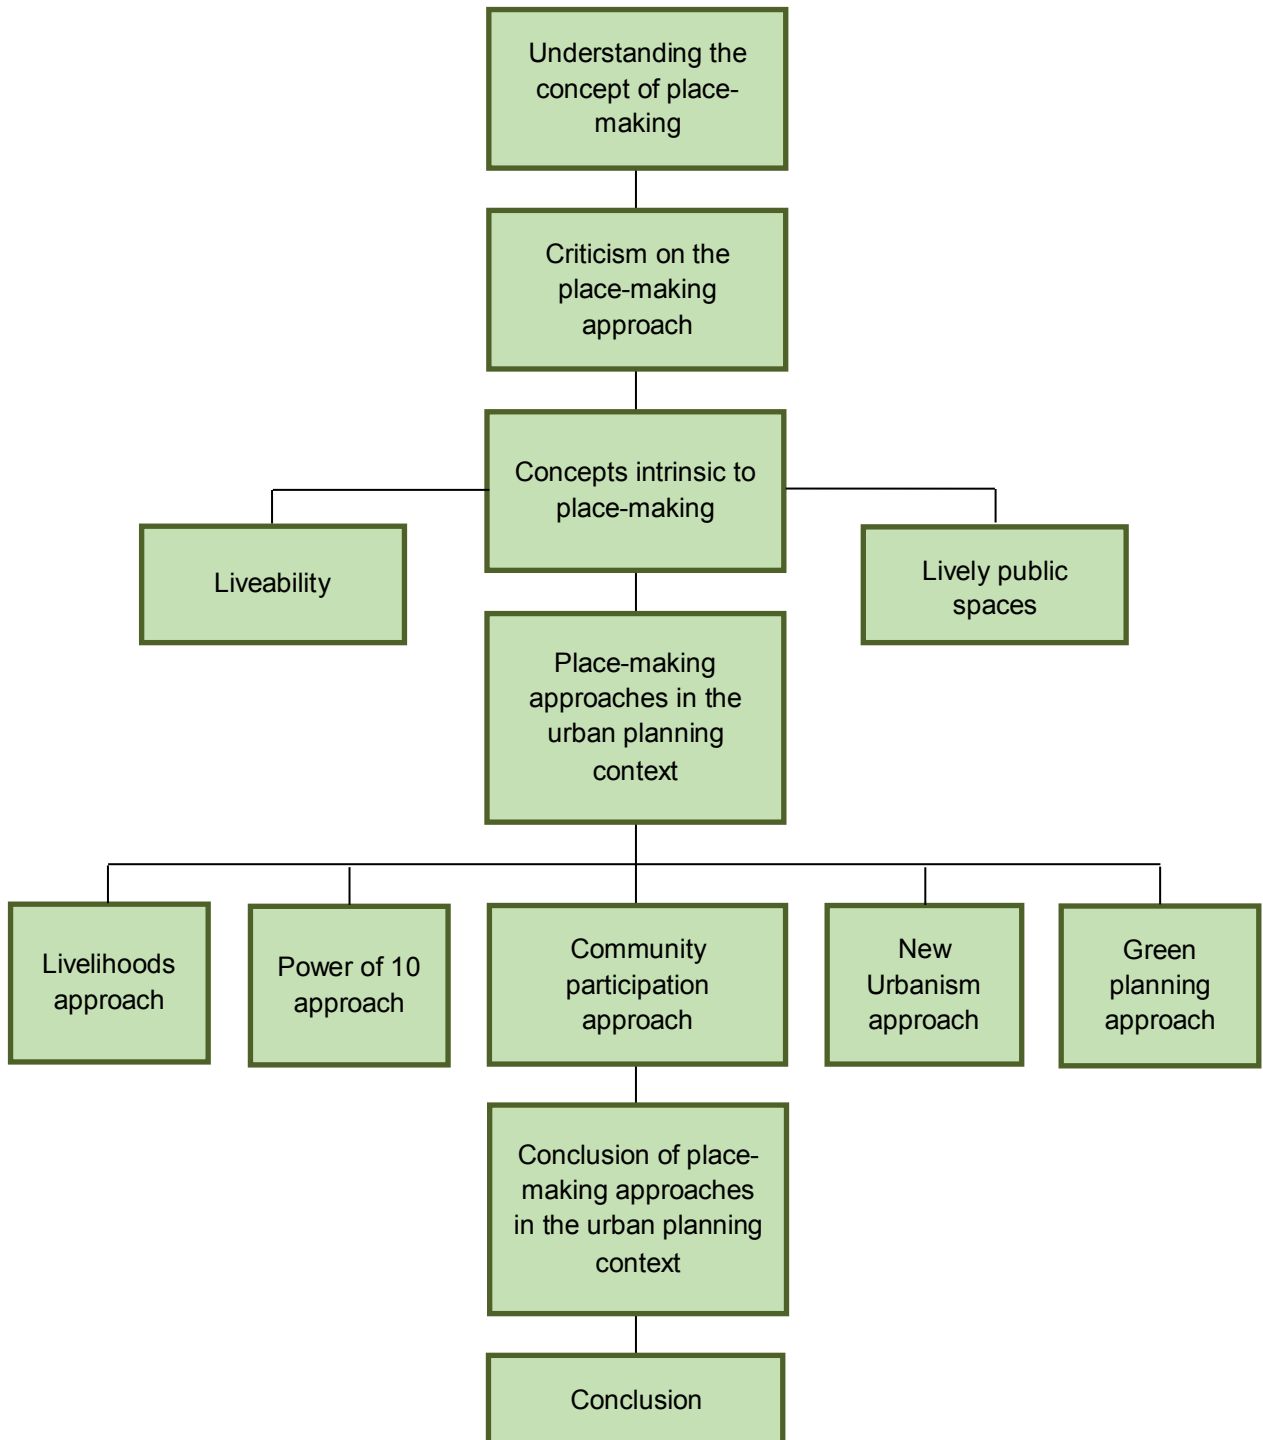 Understanding the
concept of place-
making
Criticism on the
place-making
approach
Concepts intrinsic to
place-making
Liveability
Lively public
spaces
Place-making
approaches in the
urban planning
context
Livelihoods
approach
Power of 10
approach
Community
participation
approach
New
Urbanism
approach
Green
planning
approach
Conclusion of place-
making approaches
in the urban planning
context
Conclusion